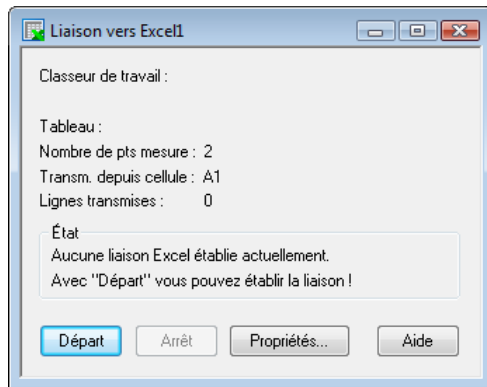 Liaison vers Excel1
Classeur de travail :
Tableau :
Nombre de pts mesure : 2
Transm. depuis cellule : A1
Lignes transmises : 0
État
Aucune liaison Excel établie actuellement.
Avec "Départ" vous pouvez établir la liaison !
Départ Arrêt Propriétés... Aide